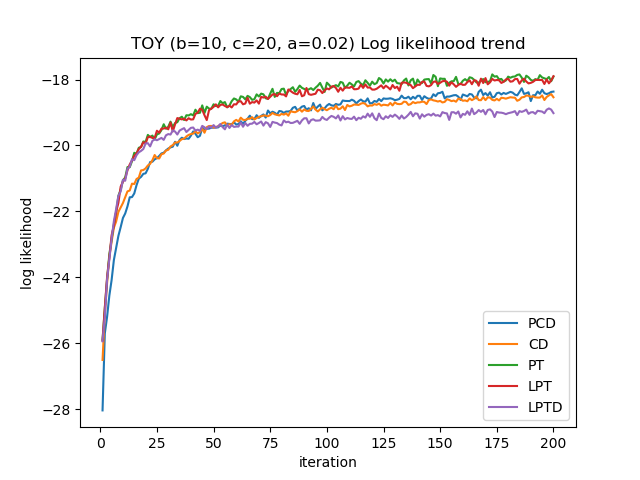 TOY (b=10, c=20, a=0.02) Log likelihood trend
−18
−20
−22
−24
−26
−28
log likelihood
PCD
CD
PT
LPT
LPTD
0 25 50 75 100 125 150 175 200
iteration